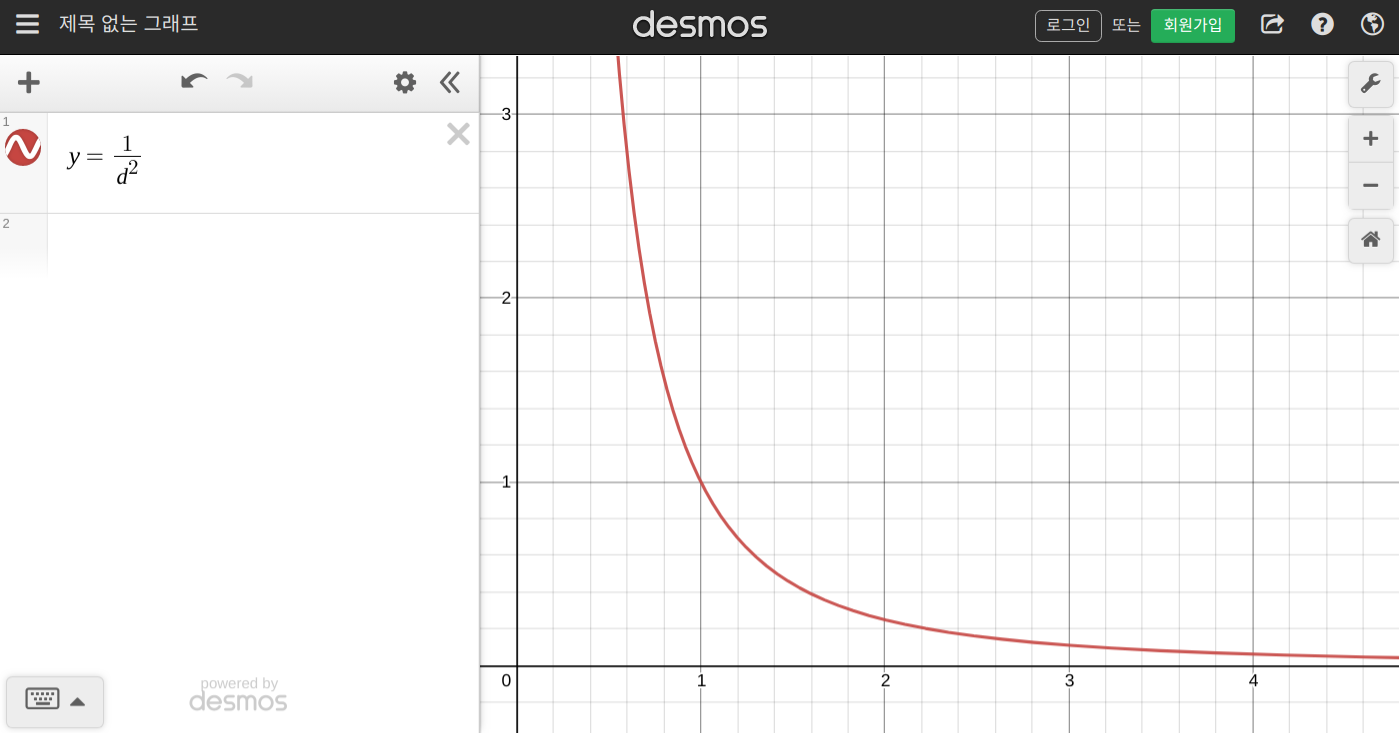 제목 없는 그래프
desmos
로그인 또는 회원가입
1
y = 1/d²
2
powered by
desmos
3
2
1
0 1 2 3 4